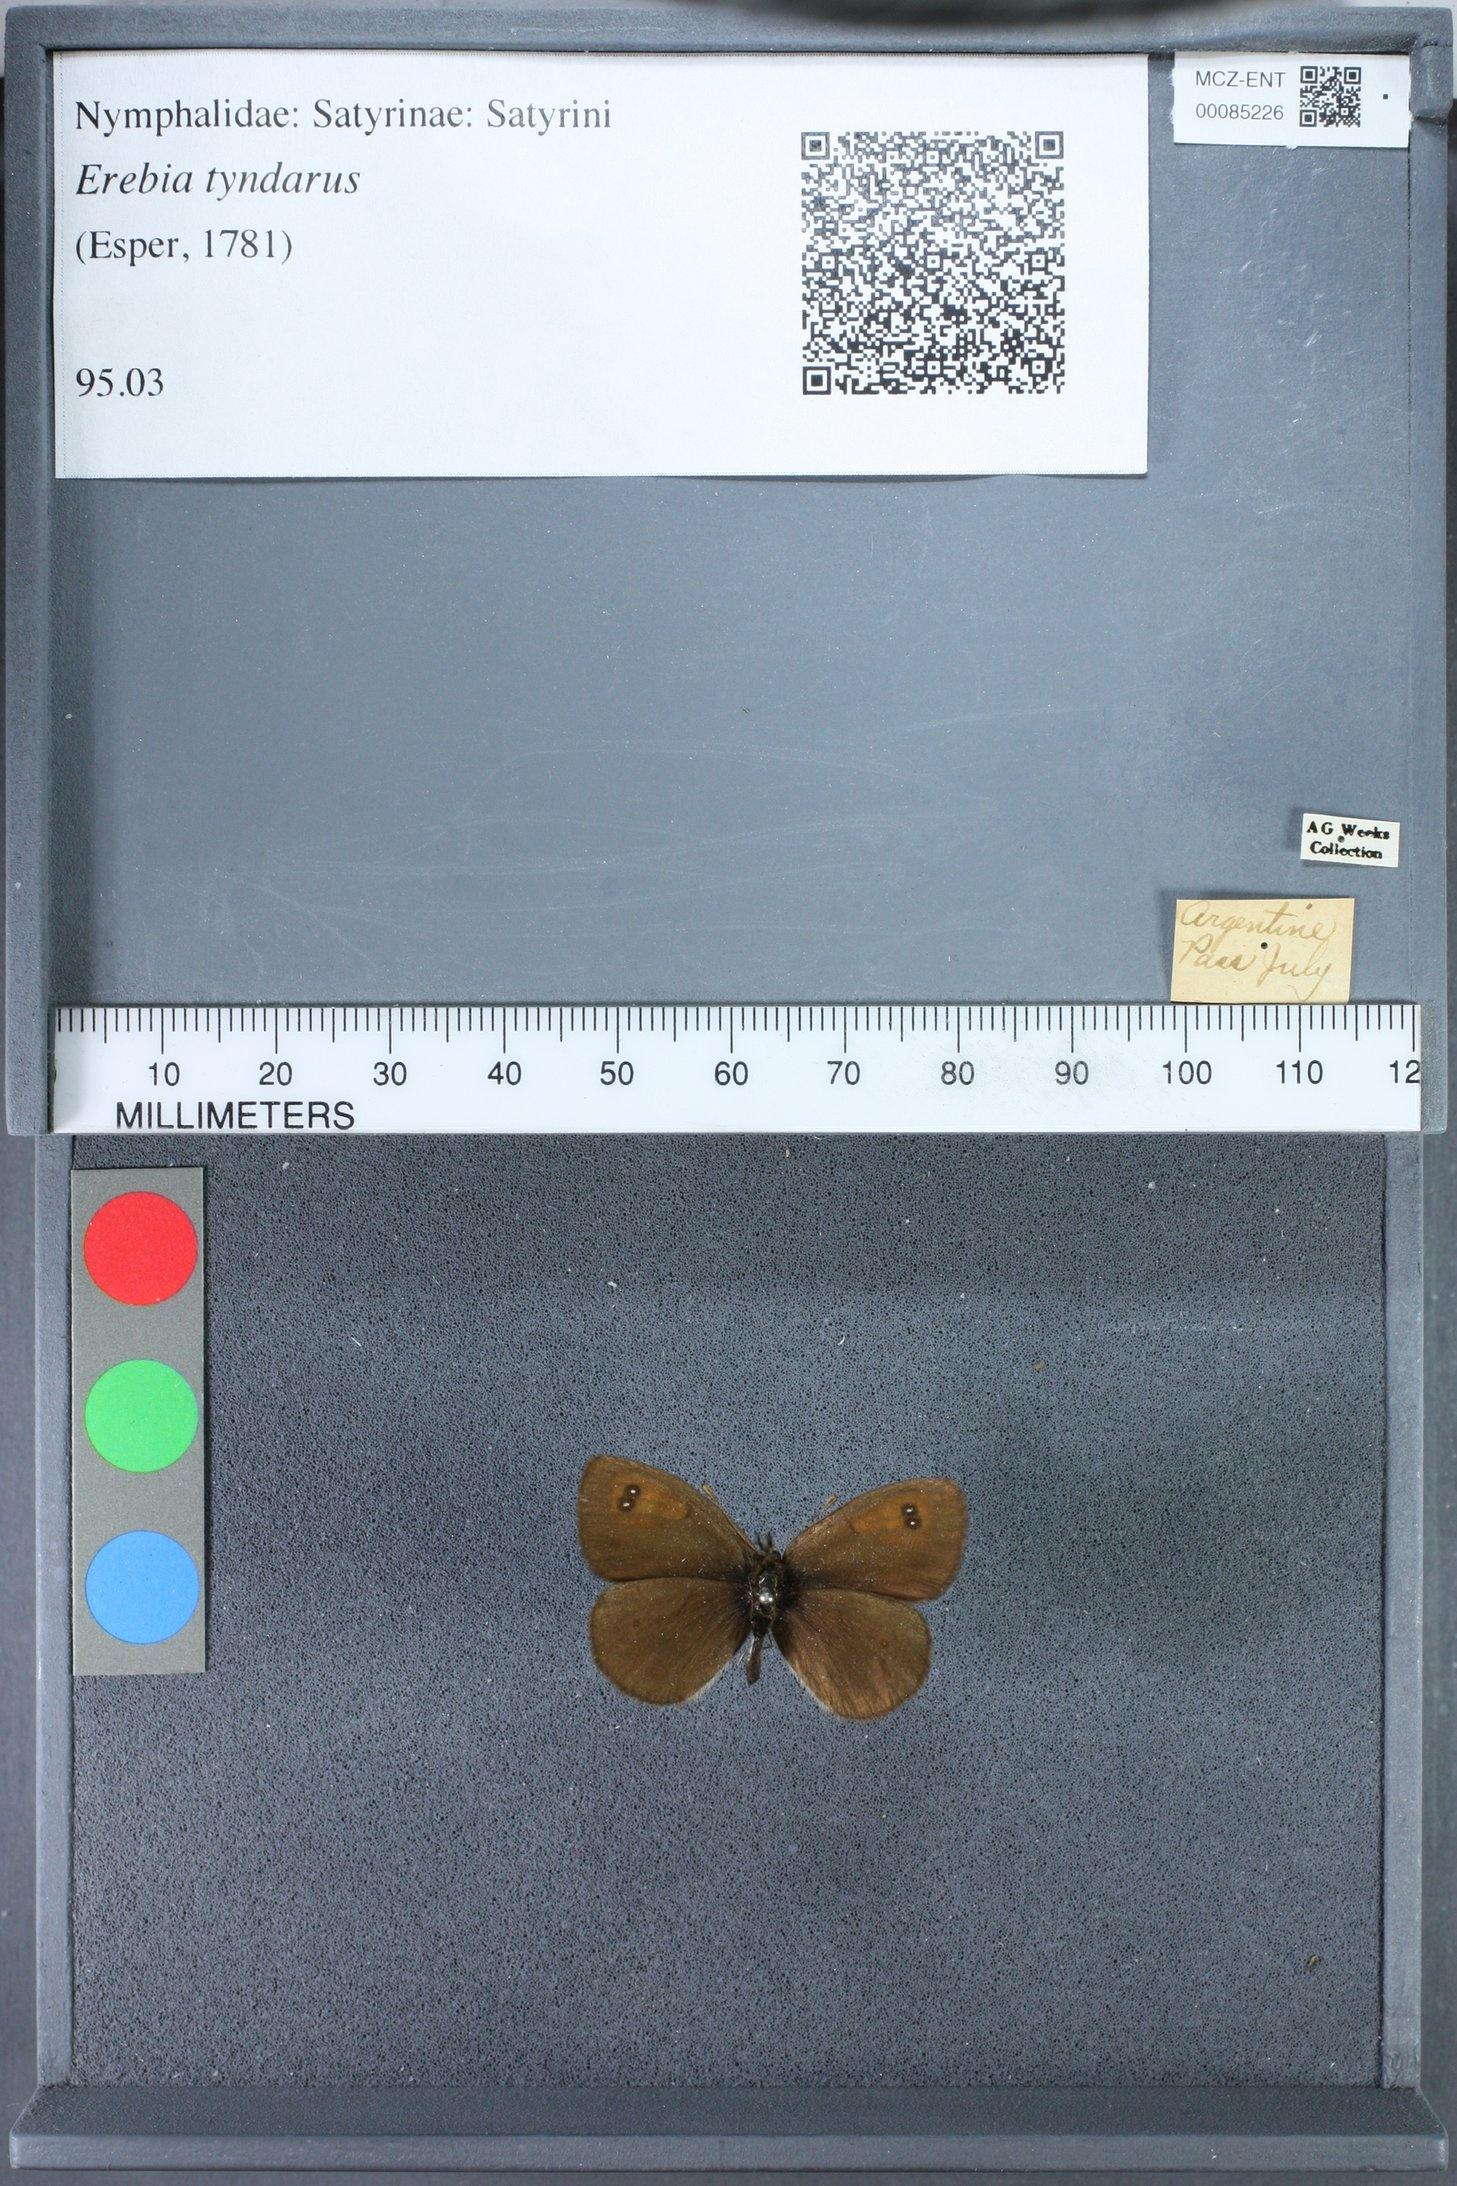 Nymphalidae: Satyrinae: Satyrini
Erebia tyndarus
(Esper, 1781)
95.03
MCZ-ENT
00085226
A G Weeks
Collection
Argentine
Pass July
10 20 30 40 50 60 70 80 90 100 110 12
MILLIMETERS